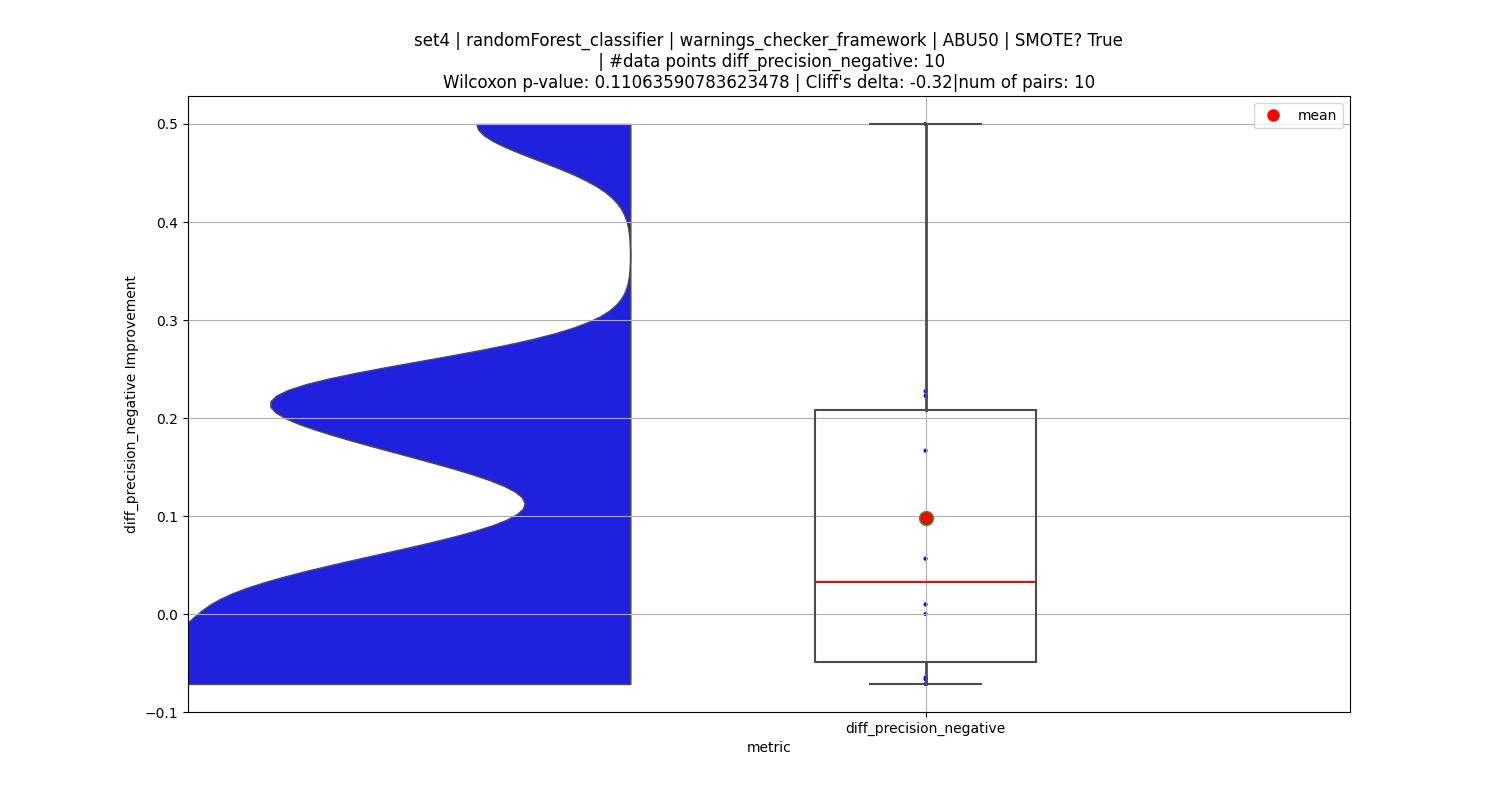 set4 | randomForest_classifier | warnings_checker_framework | ABU50 | SMOTE? True
| #data points diff_precision_negative: 10
Wilcoxon p-value: 0.11063590783623478 | Cliff's delta: -0.32|num of pairs: 10
mean
0.5
0.4
0.3
0.2
0.1
0.0
−0.1
diff_precision_negative Improvement
diff_precision_negative
metric